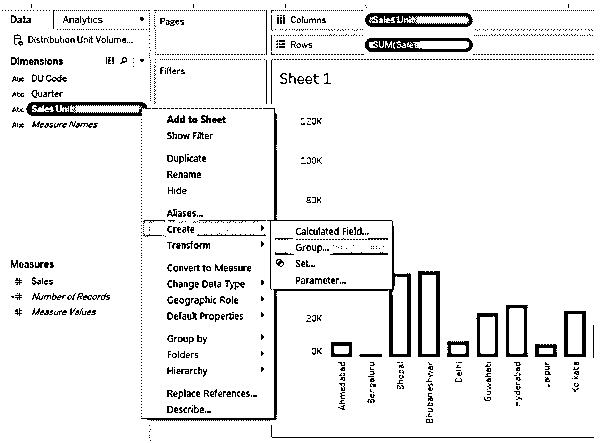 Data
Analytics
Distribution Unit Volume...
Dimensions
Abc DU Code
Abc Quarter
Abc Sales Unit
Abc Measure Names
Measures
# Sales
# Number of Records
# Measure Values
Pages
Filters
Columns
Sales Unit
Rows
SUM(Sales
Sheet 1
120K
100K
80K
20K
0K
Ahmedabad
Bengaluru
Bhopal
Bhubaneshwar
Delhi
Guwahati
Hyderabad
Jaipur
Kolkata
Add to Sheet
Show Filter
Duplicate
Rename
Hide
Aliases...
Create
Transform
Convert to Measure
Change Data Type
Geographic Role
Default Properties
Group by
Folders
Hierarchy
Replace References...
Describe...
Calculated Field...
Group...
Set...
Parameter...